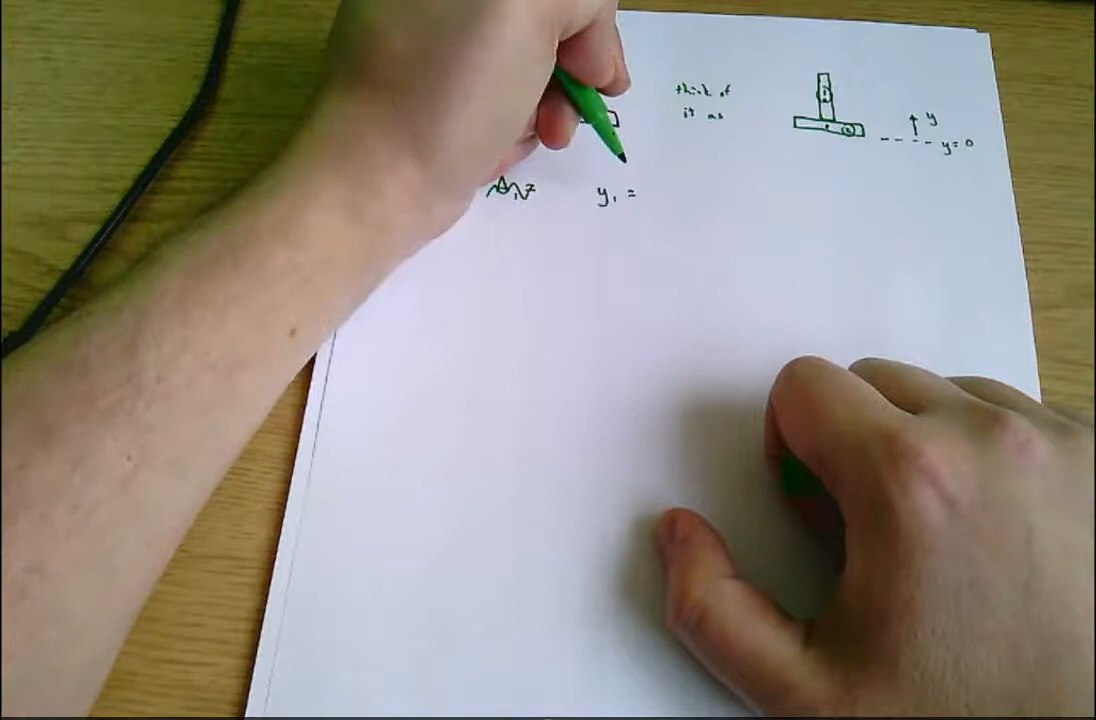 think of
it as
y
y=0
y₁ =